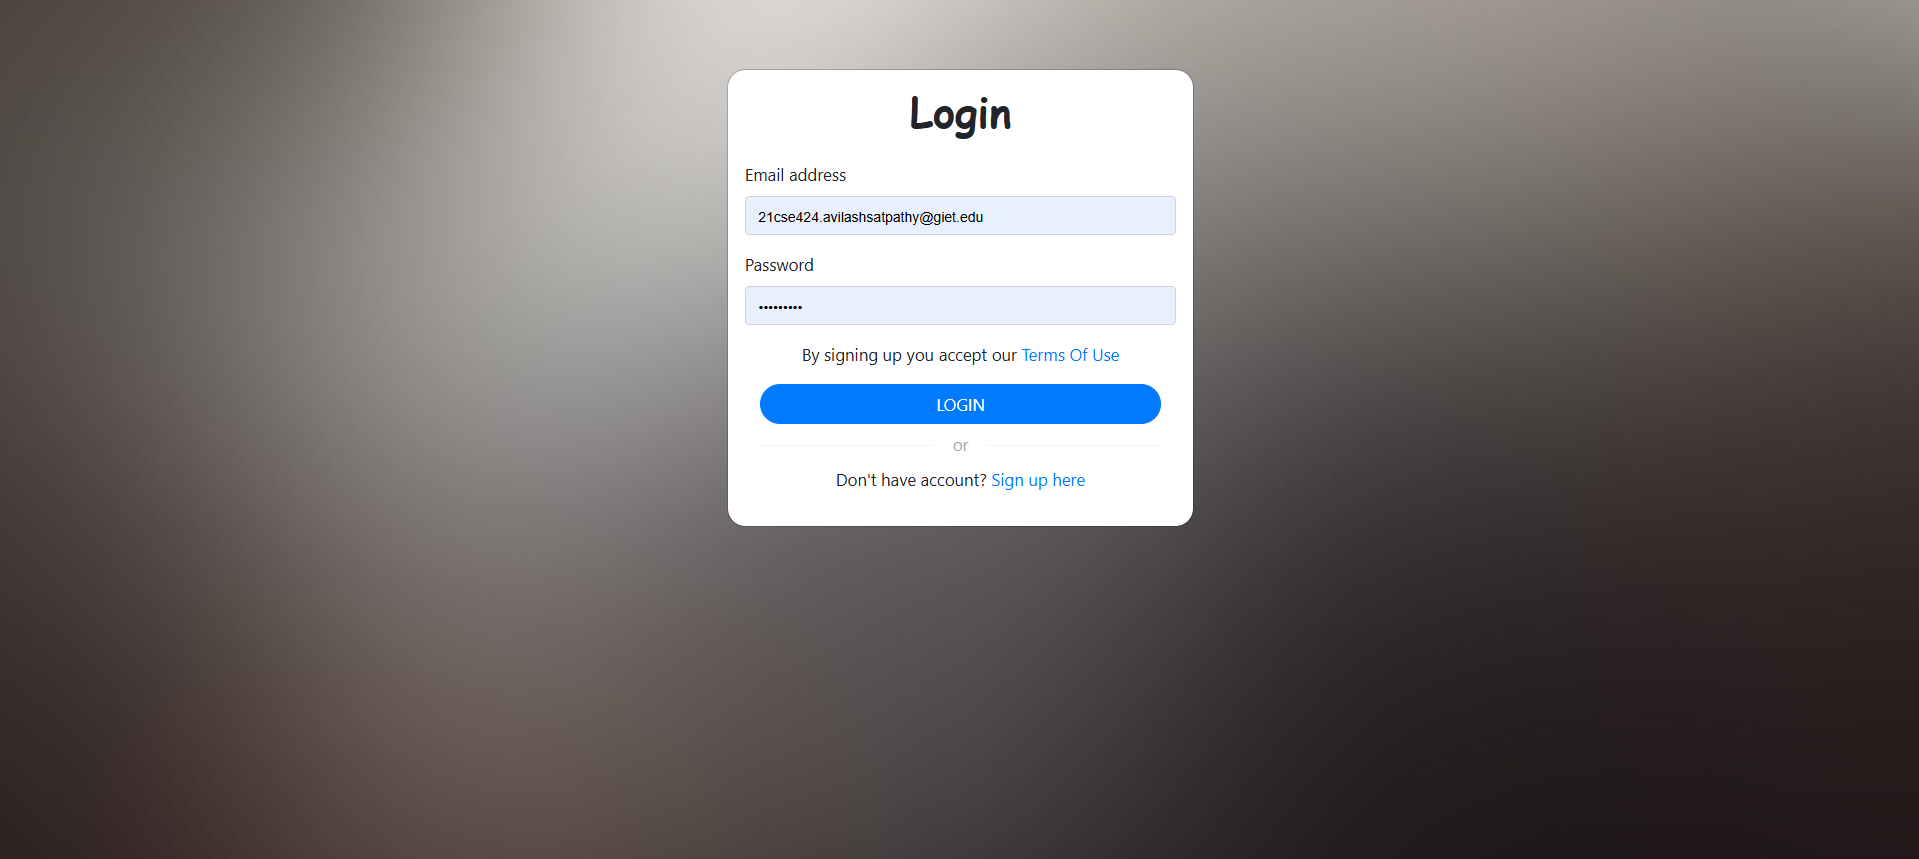 Login
Email address
21cse424.avilashsatpathy@giet.edu
Password
•••••••••
By signing up you accept our Terms Of Use
LOGIN
or
Don't have account? Sign up here